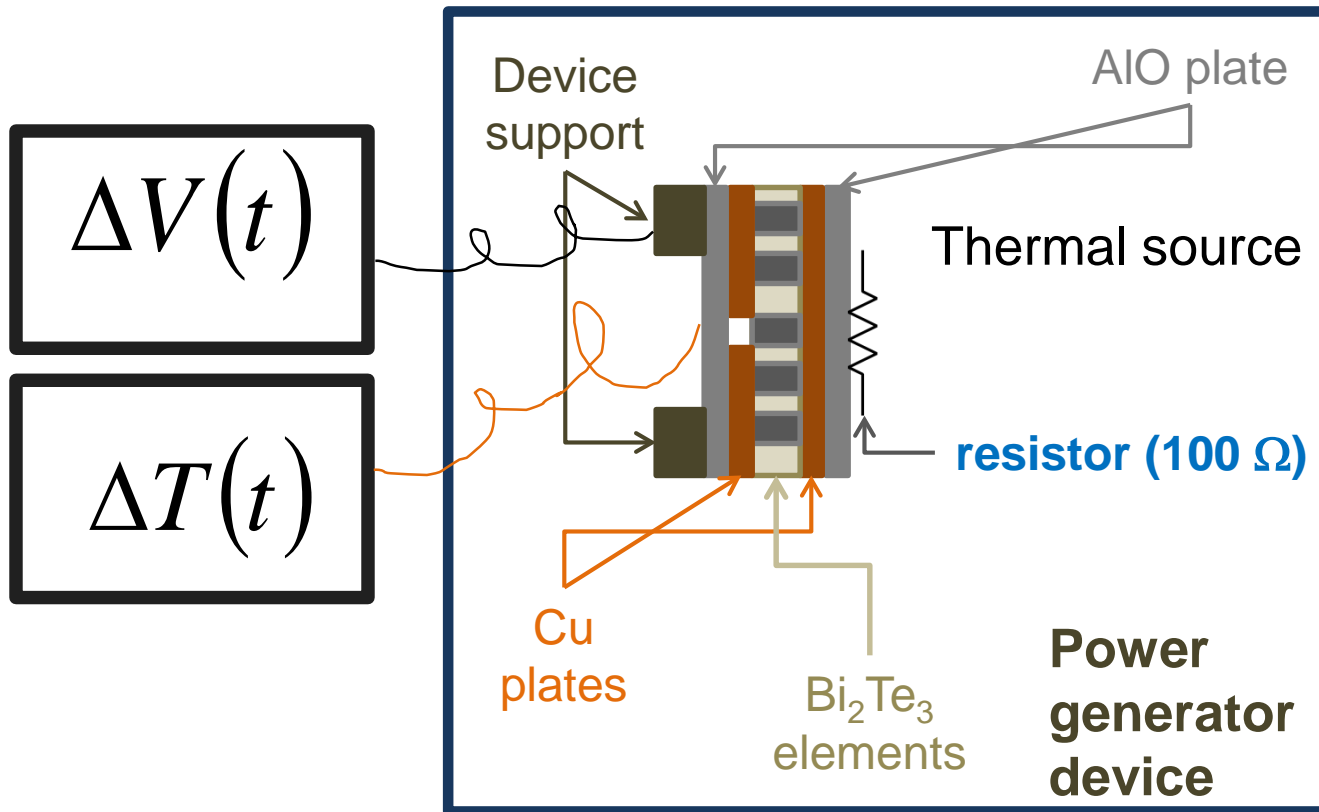 Device
support
AlO plate
ΔV(t)
Thermal source
resistor (100 Ω)
ΔT(t)
Cu
plates
Bi₂Te₃
elements
Power
generator
device